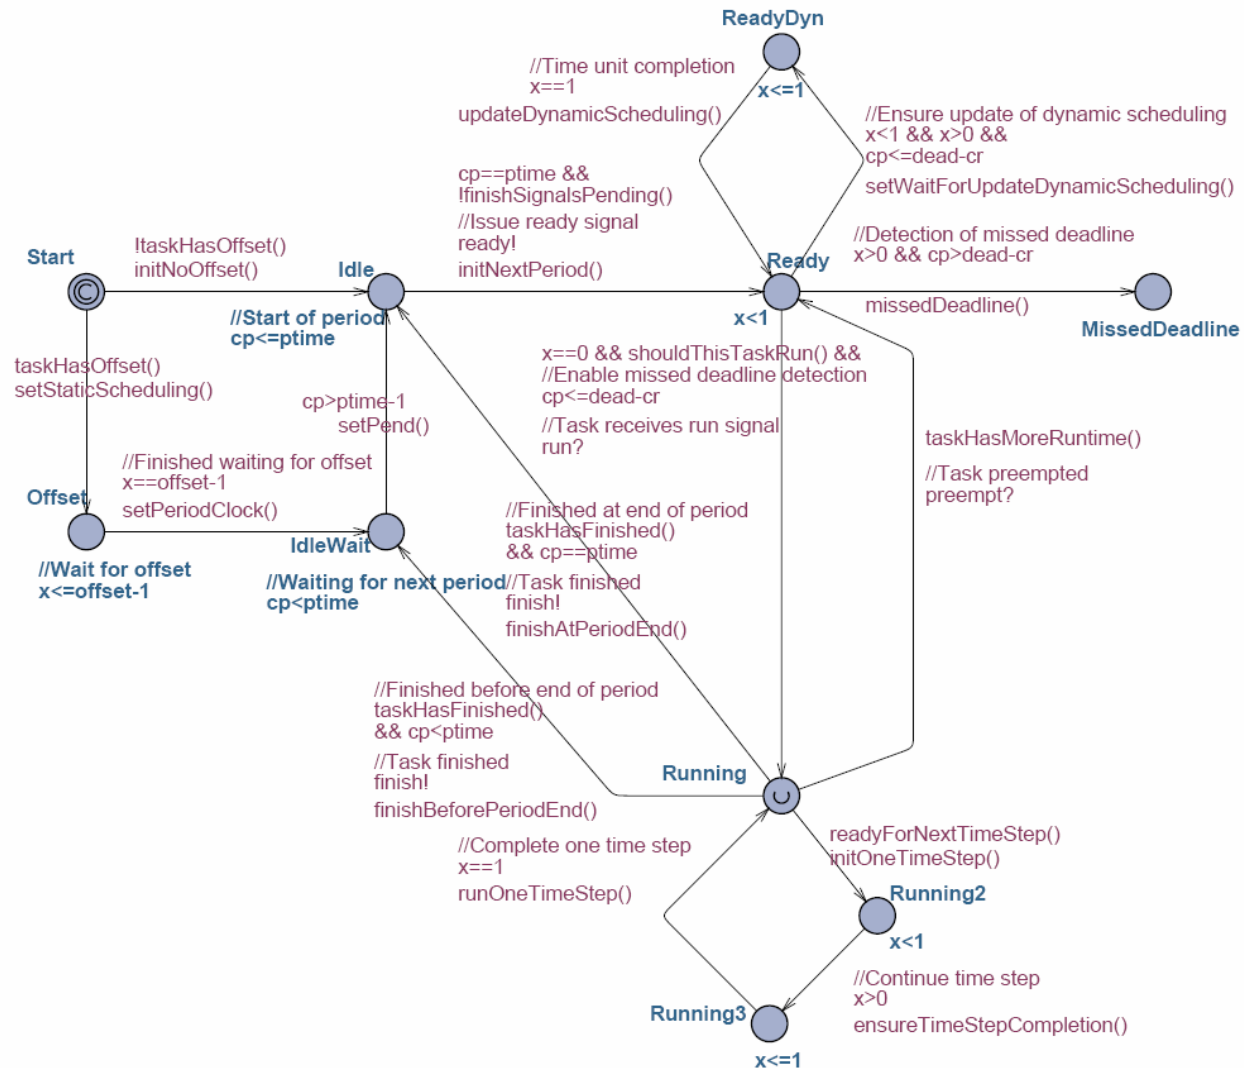 ReadyDyn
//Time unit completion
x==1
updateDynamicScheduling()
x<=1
//Ensure update of dynamic scheduling
x<1 && x>0 &&
cp<=dead-cr
setWaitForUpdateDynamicScheduling()
cp==ptime &&
!finishSignalsPending()
//Issue ready signal
ready!
initNextPeriod()
//Detection of missed deadline
x>0 && cp>dead-cr
missedDeadline()
MissedDeadline
Start
!taskHasOffset()
initNoOffset()
Idle
//Start of period
cp<=ptime
Ready
x<1
taskHasOffset()
setStaticScheduling()
cp>ptime-1
setPend()
x==0 && shouldThisTaskRun() &&
//Enable missed deadline detection
cp<=dead-cr
//Task receives run signal
run?
taskHasMoreRuntime()
//Task preempted
preempt?
//Finished waiting for offset
x==offset-1
setPeriodClock()
Offset
//Wait for offset
x<=offset-1
IdleWait
//Waiting for next period
cp<ptime
//Finished at end of period
taskHasFinished()
&& cp==ptime
//Task finished
finish!
finishAtPeriodEnd()
//Finished before end of period
taskHasFinished()
&& cp<ptime
//Task finished
finish!
finishBeforePeriodEnd()
Running
readyForNextTimeStep()
initOneTimeStep()
//Complete one time step
x==1
runOneTimeStep()
Running2
x<1
//Continue time step
x>0
ensureTimeStepCompletion()
Running3
x<=1